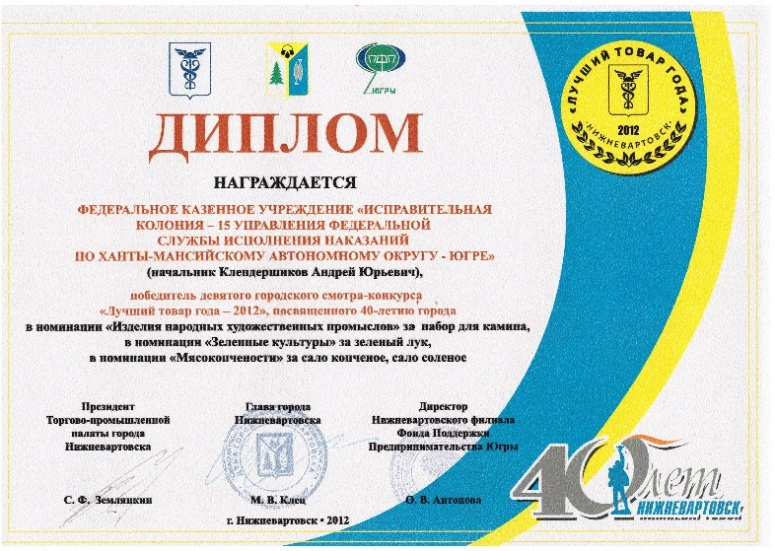 ПФП
ЮГРЫ
ДИПЛОМ
НАГРАЖДАЕТСЯ
ФЕДЕРАЛЬНОЕ КАЗЕННОЕ УЧРЕЖДЕНИЕ «ИСПРАВИТЕЛЬНАЯ
КОЛОНИЯ – 15 УПРАВЛЕНИЯ ФЕДЕРАЛЬНОЙ
СЛУЖБЫ ИСПОЛНЕНИЯ НАКАЗАНИЙ
ПО ХАНТЫ-МАНСИЙСКОМУ АВТОНОМНОМУ ОКРУГУ - ЮГРЕ»
(начальник Клендершиков Андрей Юрьевич),
победитель девятого городского смотра-конкурса
«Лучший товар года – 2012», посвященного 40-летию города
в номинации «Изделия народных художественных промыслов» за набор для камина,
в номинации «Зеленные культуры» за зеленый лук,
в номинации «Мясокопчености» за сало копченое, сало соленое
Президент
Торгово-промышленной
палаты города
Нижневартовска
С. Ф. Землянкин
Глава города
Нижневартовска
М. В. Клец
Директор
Нижневартовского филиала
Фонда Поддержки
Предпринимательства Югры
О. В. Антопова
г. Нижневартовск • 2012
«ЛУЧШИЙ ТОВАР ГОДА»
2012
•НИЖНЕВАРТОВСК•
40 лет
НИЖНЕВАРТОВСК